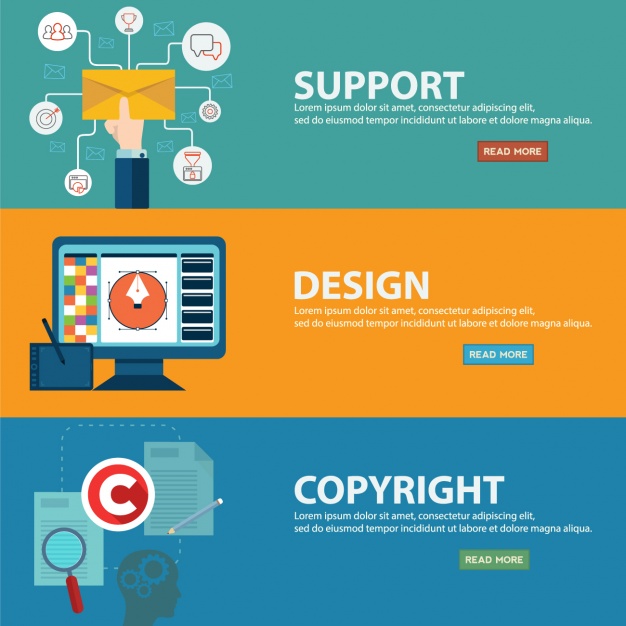 SUPPORT
Lorem ipsum dolor sit amet, consectetur adipiscing elit,
sed do eiusmod tempor incididunt ut labore et dolore magna aliqua.
READ MORE
DESIGN
Lorem ipsum dolor sit amet, consectetur adipiscing elit,
sed do eiusmod tempor incididunt ut labore et dolore magna aliqua.
READ MORE
C
COPYRIGHT
Lorem ipsum dolor sit amet, consectetur adipiscing elit,
sed do eiusmod tempor incididunt ut labore et dolore magna aliqua.
READ MORE